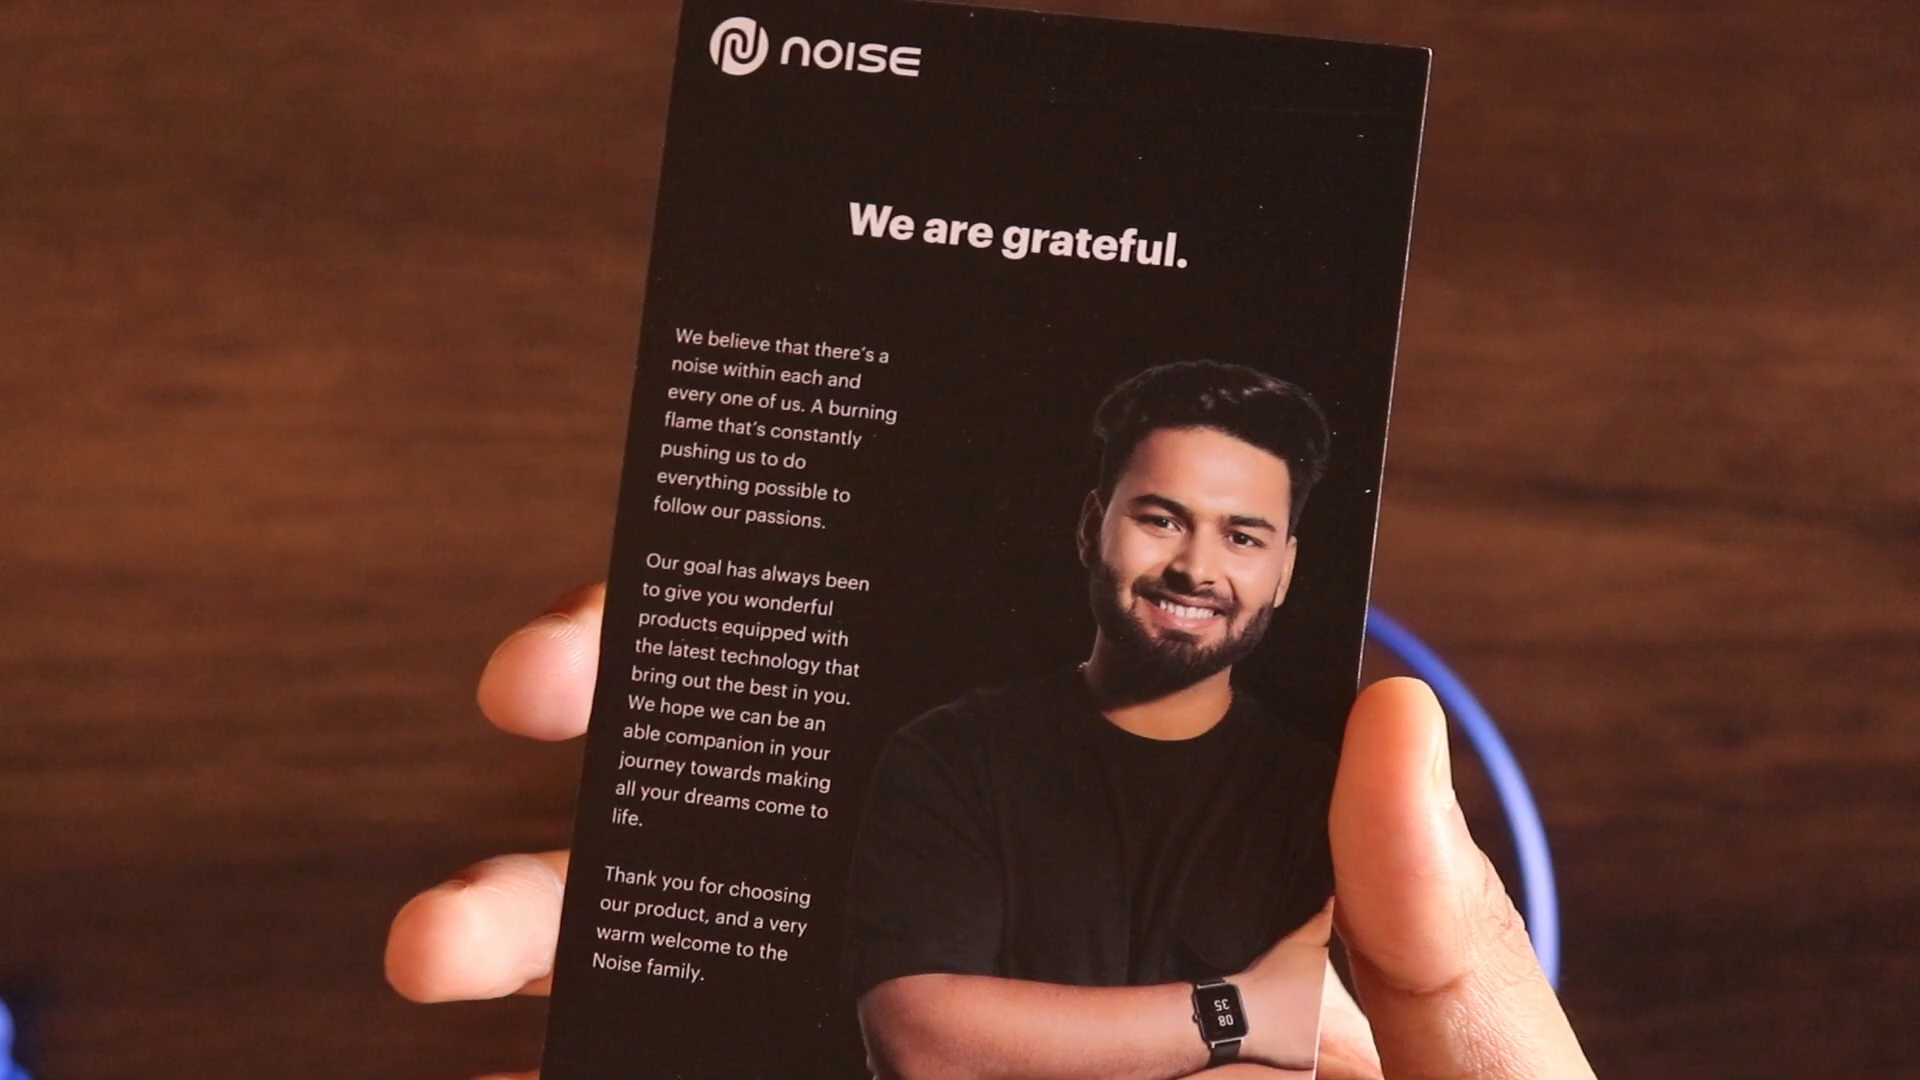 NOISE
We are grateful.
We believe that there's a
noise within each and
every one of us. A burning
flame that's constantly
pushing us to do
everything possible to
follow our passions.
Our goal has always been
to give you wonderful
products equipped with
the latest technology that
bring out the best in you.
We hope we can be an
able companion in your
journey towards making
all your dreams come to
life.
Thank you for choosing
our product, and a very
warm welcome to the
Noise family.
08
35